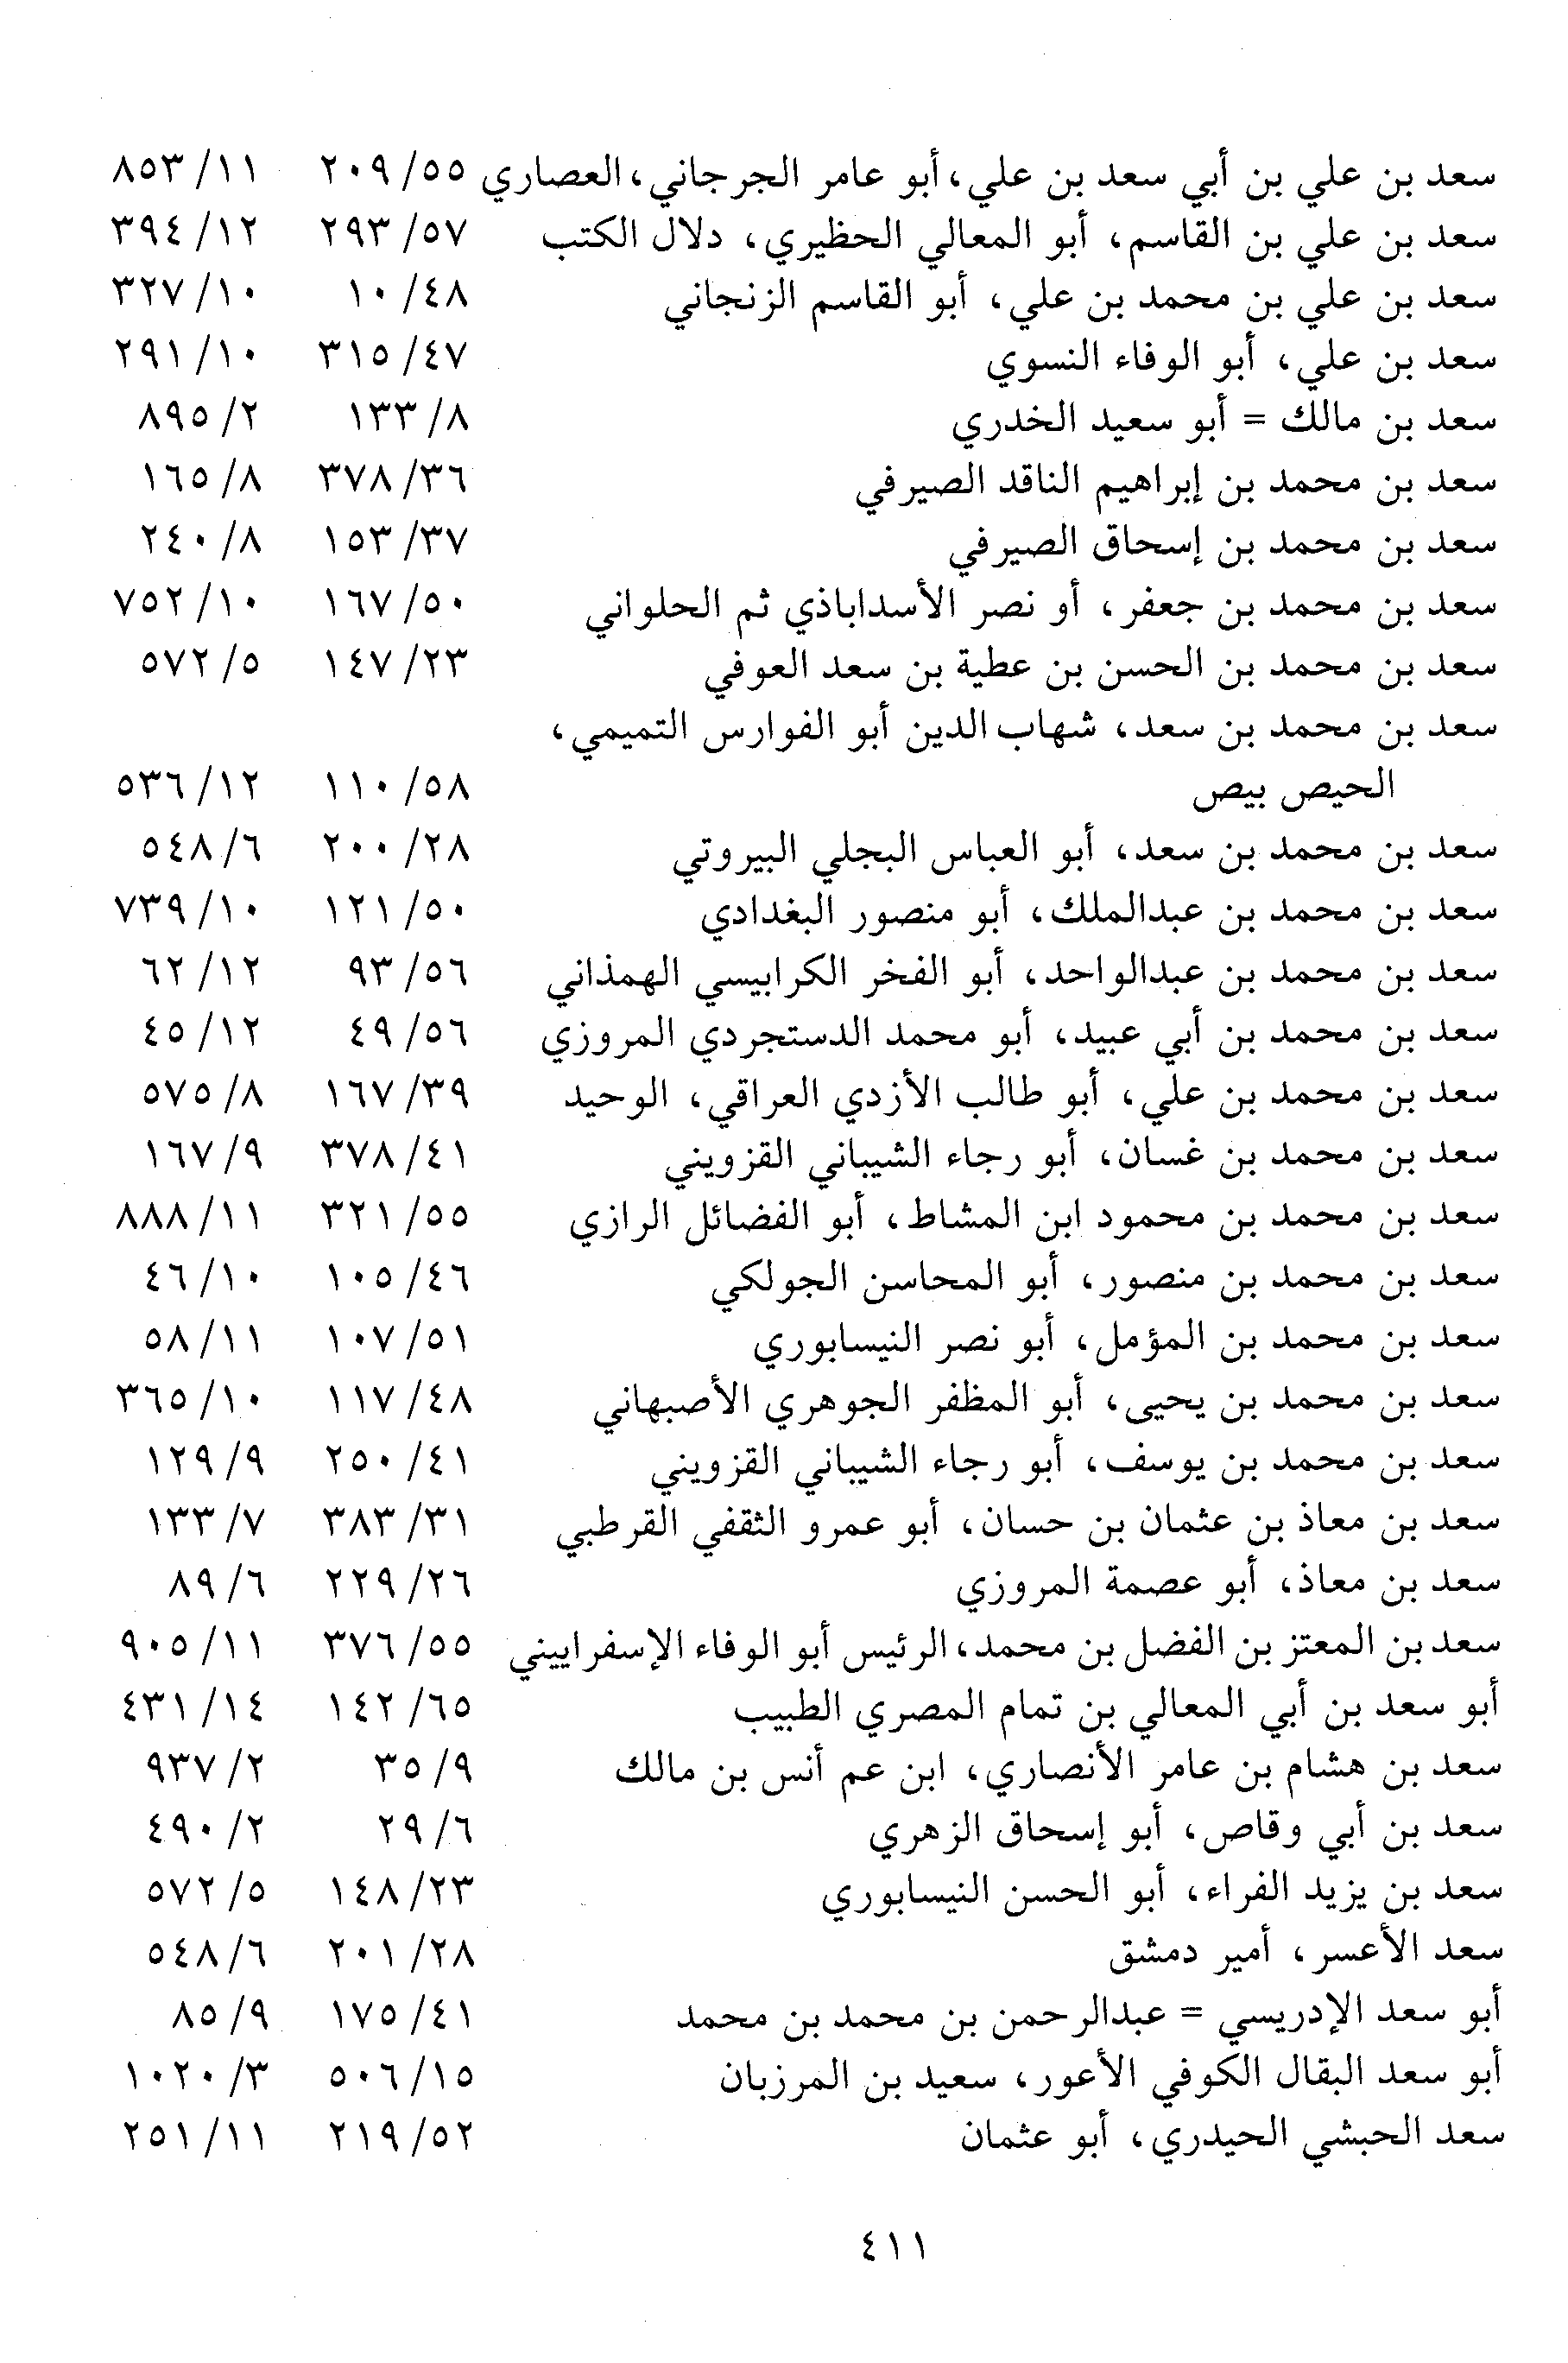 سعد بن علي بن أبي سعد بن علي، أبو عامر الجرجاني، العصاري ٥٥/ ٢٠٩ ١١/ ٨٥٣
سعد بن علي بن القاسم، أبو المعالي الحظيري، دلال الكتب ٥٧/ ٢٩٣ ١٢/ ٣٩٤
سعد بن علي بن محمد بن علي، أبو القاسم الزنجاني ٤٨/ ١٠ ١٠/ ٣٢٧
سعد بن علي، أبو الوفاء النسوي ٤٧/ ٣١٥ ١٠/ ٢٩١
سعد بن مالك = أبو سعيد الخدري ٨/ ١٣٣ ٢/ ٨٩٥
سعد بن محمد بن إبراهيم الناقد الصيرفي ٣٦/ ٣٧٨ ٨/ ١٦٥
سعد بن محمد بن إسحاق الصيرفي ٣٧/ ١٥٣ ٨/ ٢٤٠
سعد بن محمد بن جعفر، أو نصر الأسداباذي ثم الحلواني ٥٠/ ١٦٧ ١٠/ ٧٥٢
سعد بن محمد بن الحسن بن عطية بن سعد العوفي ٢٣/ ١٤٧ ٥/ ٥٧٢
سعد بن محمد بن سعد، شهاب الدين أبو الفوارس التميمي،
الحيص بيص ٥٨/ ١١٠ ١٢/ ٥٣٦
سعد بن محمد بن سعد، أبو العباس البجلي البيروتي ٢٨/ ٢٠٠ ٦/ ٥٤٨
سعد بن محمد بن عبدالملك، أبو منصور البغدادي ٥٠/ ١٢١ ١٠/ ٧٣٩
سعد بن محمد بن عبدالواحد، أبو الفخر الكرابيسي الهمذاني ٥٦/ ٩٣ ١٢/ ٦٢
سعد بن محمد بن أبي عبيد، أبو محمد الدستجردي المروزي ٥٦/ ٤٩ ١٢/ ٤٥
سعد بن محمد بن علي، أبو طالب الأزدي العراقي، الوحيد ٣٩/ ١٦٧ ٨/ ٥٧٥
سعد بن محمد بن غسان، أبو رجاء الشيباني القزويني ٤١/ ٣٧٨ ٩/ ١٦٧
سعد بن محمد بن محمود ابن المشاط، أبو الفضائل الرازي ٥٥/ ٣٢١ ١١/ ٨٨٨
سعد بن محمد بن منصور، أبو المحاسن الجولكي ٤٦/ ١٠٥ ١٠/ ٤٦
سعد بن محمد بن المؤمل، أبو نصر النيسابوري ٥١/ ١٠٧ ١١/ ٥٨
سعد بن محمد بن يحيى، أبو المظفر الجوهري الأصبهاني ٤٨/ ١١٧ ١٠/ ٣٦٥
سعد بن محمد بن يوسف، أبو رجاء الشيباني القزويني ٤١/ ٢٥٠ ٩/ ١٢٩
سعد بن معاذ بن عثمان بن حسان، أبو عمرو الثقفي القرطبي ٣١/ ٣٨٣ ٧/ ١٣٣
سعد بن معاذ، أبو عصمة المروزي ٢٦/ ٢٢٩ ٦/ ٨٩
سعد بن المعتز بن الفضل بن محمد، الرئيس أبو الوفاء الإسفراييني ٥٥/ ٣٧٦ ١١/ ٩٠٥
أبو سعد بن أبي المعالي بن تمام المصري الطبيب ٦٥/ ١٤٢ ١٤/ ٤٣١
سعد بن هشام بن عامر الأنصاري، ابن عم أنس بن مالك ٩/ ٣٥ ٢/ ٩٣٧
سعد بن أبي وقاص، أبو إسحاق الزهري ٦/ ٢٩ ٢/ ٤٩٠
سعد بن يزيد الفراء، أبو الحسن النيسابوري ٢٣/ ١٤٨ ٥/ ٥٧٢
سعد الأعسر، أمير دمشق ٢٨/ ٢٠١ ٦/ ٥٤٨
أبو سعد الإدريسي = عبدالرحمن بن محمد بن محمد ٤١/ ١٧٥ ٩/ ٨٥
أبو سعد البقال الكوفي الأعور، سعيد بن المرزبان ١٥/ ٥٠٦ ٣/ ١٠٢٠
سعد الحبشي الحيدري، أبو عثمان ٥٢/ ٢١٩ ١١/ ٢٥١
٤١١